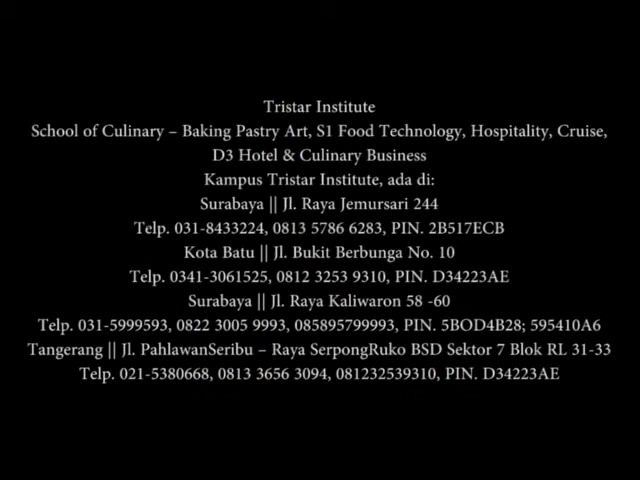 Tristar Institute
School of Culinary – Baking Pastry Art, S1 Food Technology, Hospitality, Cruise,
D3 Hotel & Culinary Business
Kampus Tristar Institute, ada di:
Surabaya || Jl. Raya Jemursari 244
Telp. 031-8433224, 0813 5786 6283, PIN. 2B517ECB
Kota Batu || Jl. Bukit Berbunga No. 10
Telp. 0341-3061525, 0812 3253 9310, PIN. D34223AE
Surabaya || Jl. Raya Kaliwaron 58 -60
Telp. 031-5999593, 0822 3005 9993, 085895799993, PIN. 5BOD4B28; 595410A6
Tangerang || Jl. PahlawanSeribu – Raya SerpongRuko BSD Sektor 7 Blok RL 31-33
Telp. 021-5380668, 0813 3656 3094, 081232539310, PIN. D34223AE